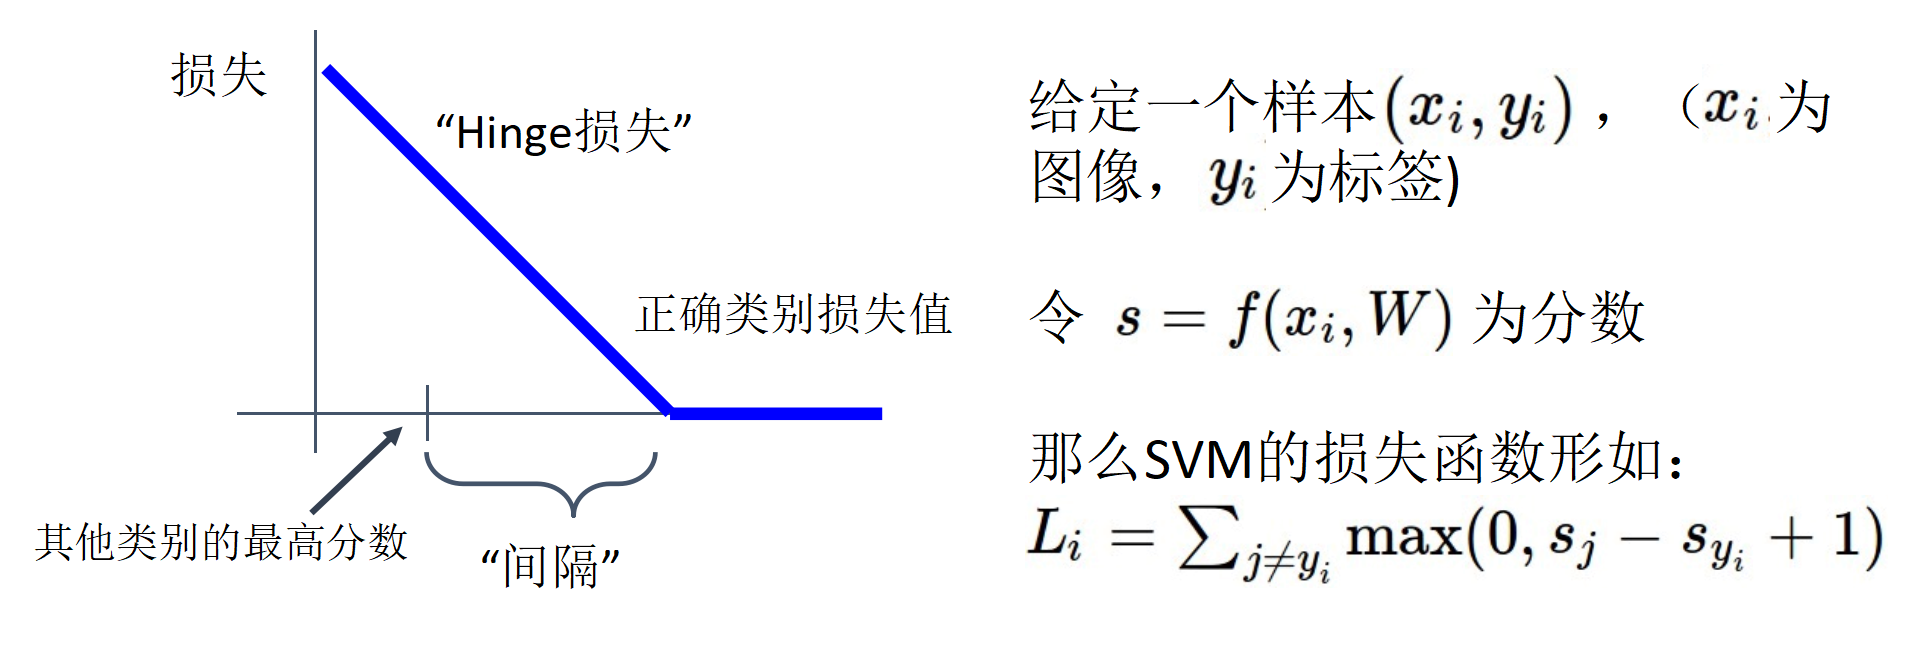 损失
“Hinge损失”
正确类别损失值
其他类别的最高分数
“间隔”
给定一个样本(x_i, y_i)，（x_i 为
图像，y_i 为标签)
令 s = f(x_i, W) 为分数
那么SVM的损失函数形如：
L_i = ∑_{j≠y_i} max(0, s_j − s_{y_i} + 1)